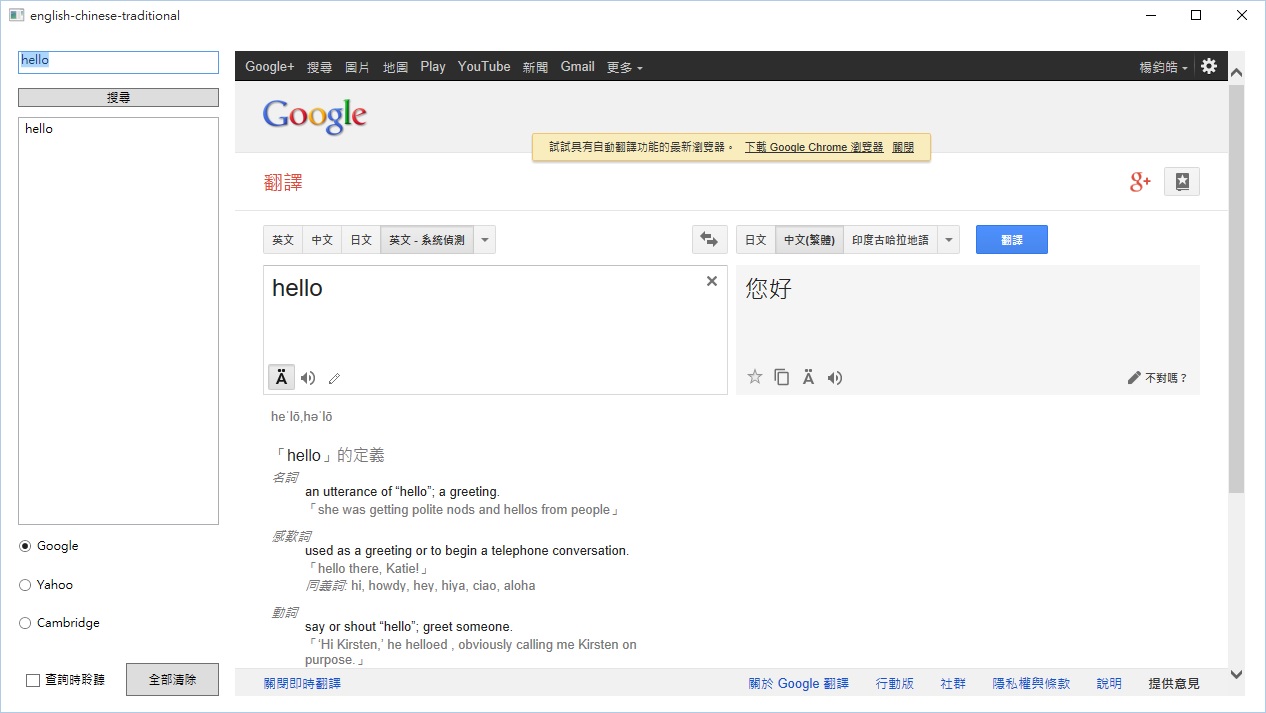 english-chinese-traditional
hello
搜尋
hello
Google
Yahoo
Cambridge
查詢時聆聽
全部清除
Google+ 搜尋 圖片 地圖 Play YouTube 新聞 Gmail 更多
楊鈞皓
Google
試試具有自動翻譯功能的最新瀏覽器。 下載 Google Chrome 瀏覽器 關閉
翻譯
g+
英文 中文 日文 英文 - 系統偵測
日文 中文(繁體) 印度古哈拉地語 翻譯
hello
您好
Ä
Ä
不對嗎？
heˈlō,həˈlō
「hello」的定義
名詞
an utterance of “hello”; a greeting.
「she was getting polite nods and hellos from people」
感歎詞
used as a greeting or to begin a telephone conversation.
「hello there, Katie!」
同義詞: hi, howdy, hey, hiya, ciao, aloha
動詞
say or shout “hello”; greet someone.
「‘Hi Kirsten,’ he helloed , obviously calling me Kirsten on
purpose.」
關閉即時翻譯
關於 Google 翻譯 行動版 社群 隱私權與條款 說明 提供意見